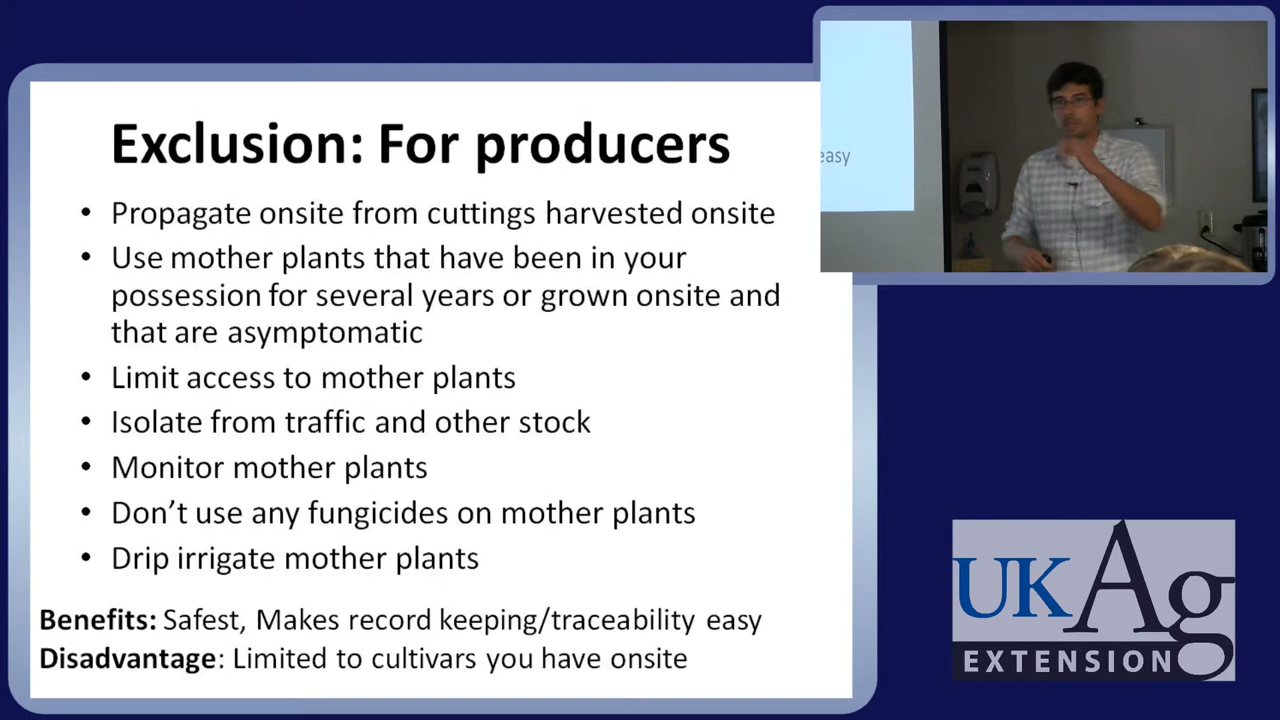 Exclusion: For producers
• Propagate onsite from cuttings harvested onsite
• Use mother plants that have been in your
possession for several years or grown onsite and
that are asymptomatic
• Limit access to mother plants
• Isolate from traffic and other stock
• Monitor mother plants
• Don’t use any fungicides on mother plants
• Drip irrigate mother plants
Benefits: Safest, Makes record keeping/traceability easy
Disadvantage: Limited to cultivars you have onsite
easy
UKAg
EXTENSION